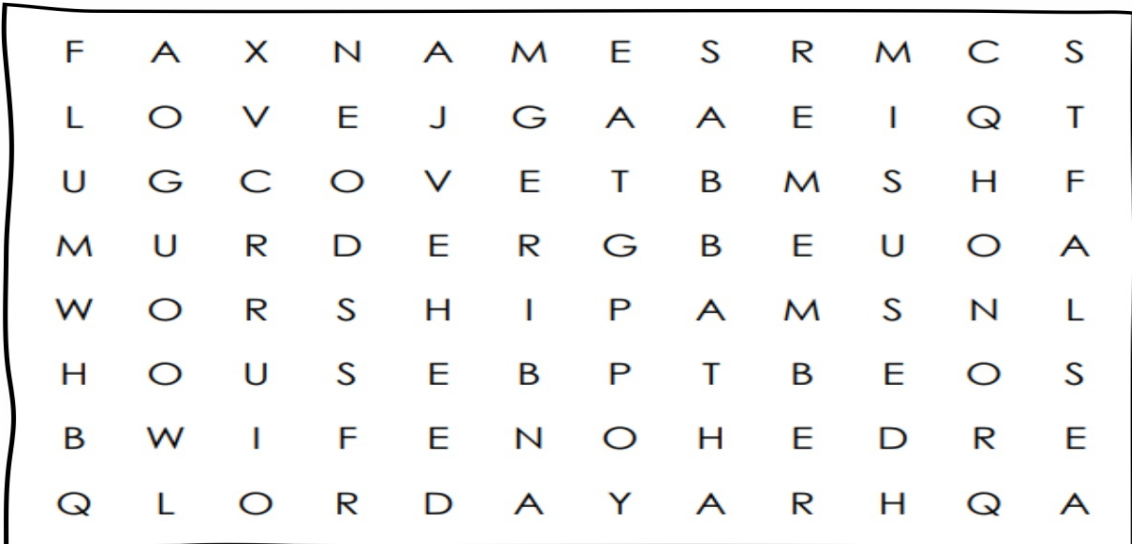 F A X N A M E S R M C S
L O V E J G A A E I Q T
U G C O V E T B M S H F
M U R D E R G B E U O A
W O R S H I P A M S N L
H O U S E B P T B E O S
B W I F E N O H E D R E
Q L O R D A Y A R H Q A